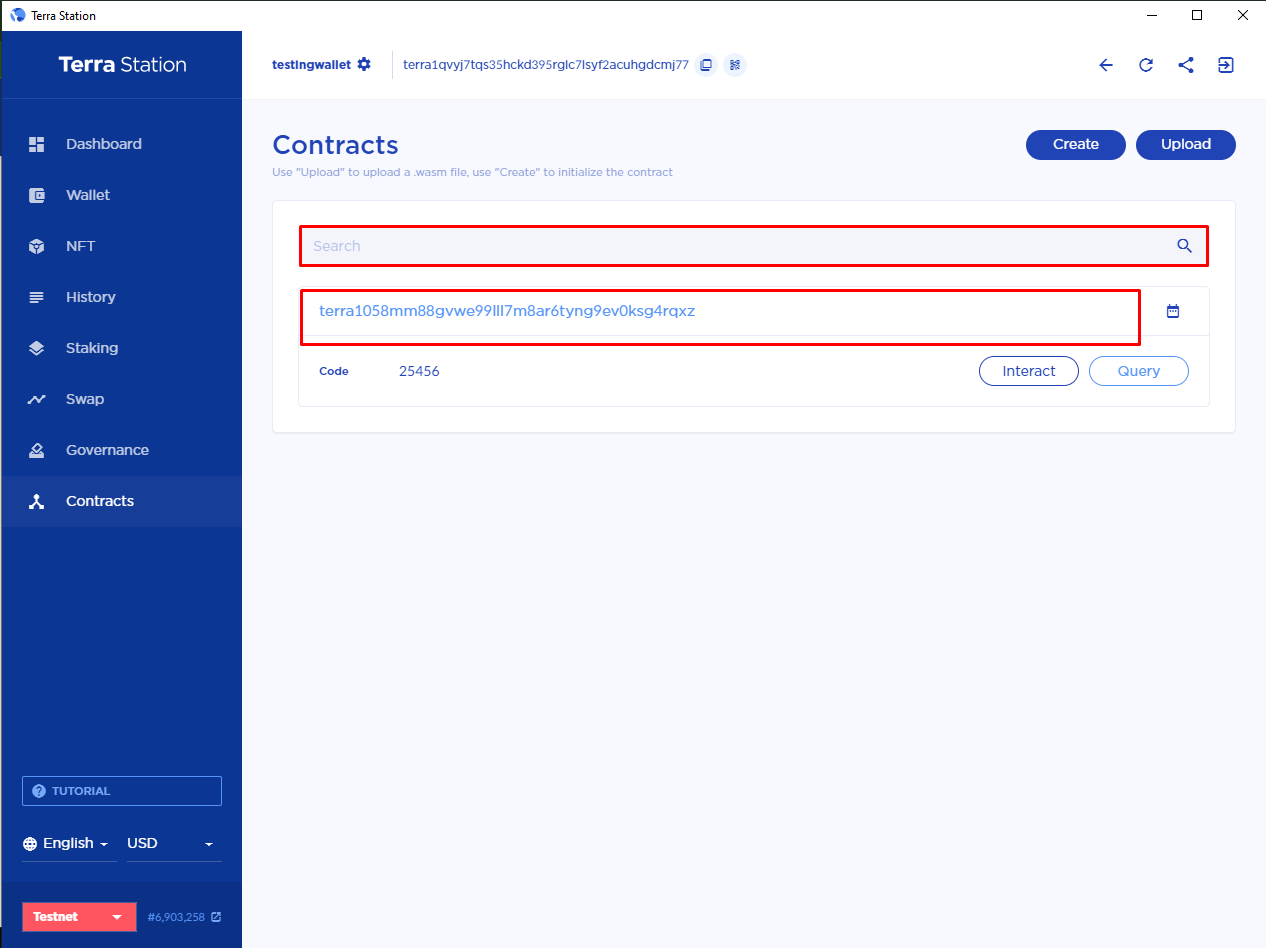 Terra Station
Terra Station
testingwallet
terra1qvyj7tqs35hckd395rglc7lsyf2acuhgdcmj77
Dashboard
Wallet
NFT
History
Staking
Swap
Governance
Contracts
Contracts
Use "Upload" to upload a .wasm file, use "Create" to initialize the contract
Create
Upload
Search
terra1058mm88gvwe99lll7m8ar6tyng9ev0ksg4rqxz
Code 25456
Interact
Query
TUTORIAL
English USD
Testnet #6,903,258